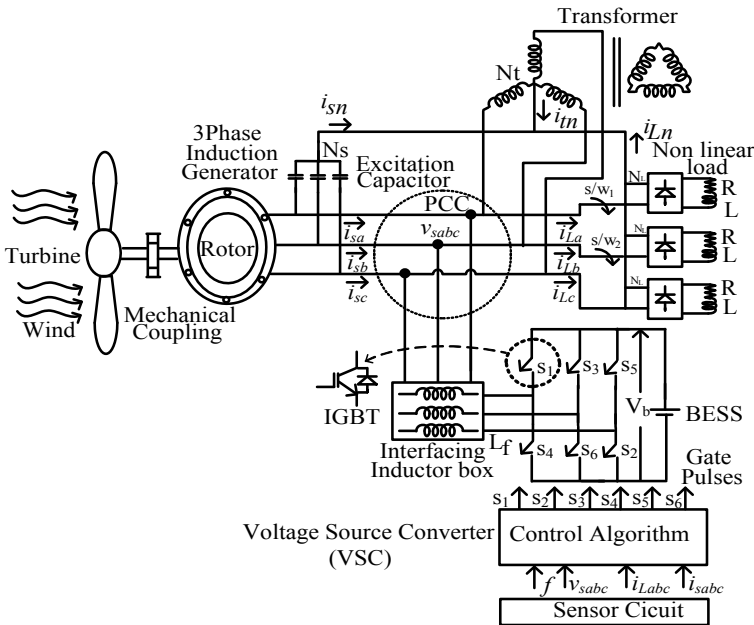 Transformer
Nt
i_sn
i_tn
i_Ln
3Phase
Induction
Generator
Ns
Excitation
Capacitor
Non linear
load
PCC
s/w1
N_L
R
L
Turbine
Rotor
i_sa
v_sabc
i_La
s/w2
N_L
R
L
i_sb
i_Lb
i_sc
i_Lc
N_L
R
L
Wind
Mechanical
Coupling
IGBT
s1
s3
s5
V_b
BESS
Interfacing
Inductor box
L_f
s4
s6
s2
Gate
Pulses
s1 s2 s3 s4 s5 s6
Voltage Source Converter
(VSC)
Control Algorithm
f v_sabc i_Labc i_sabc
Sensor Cicuit